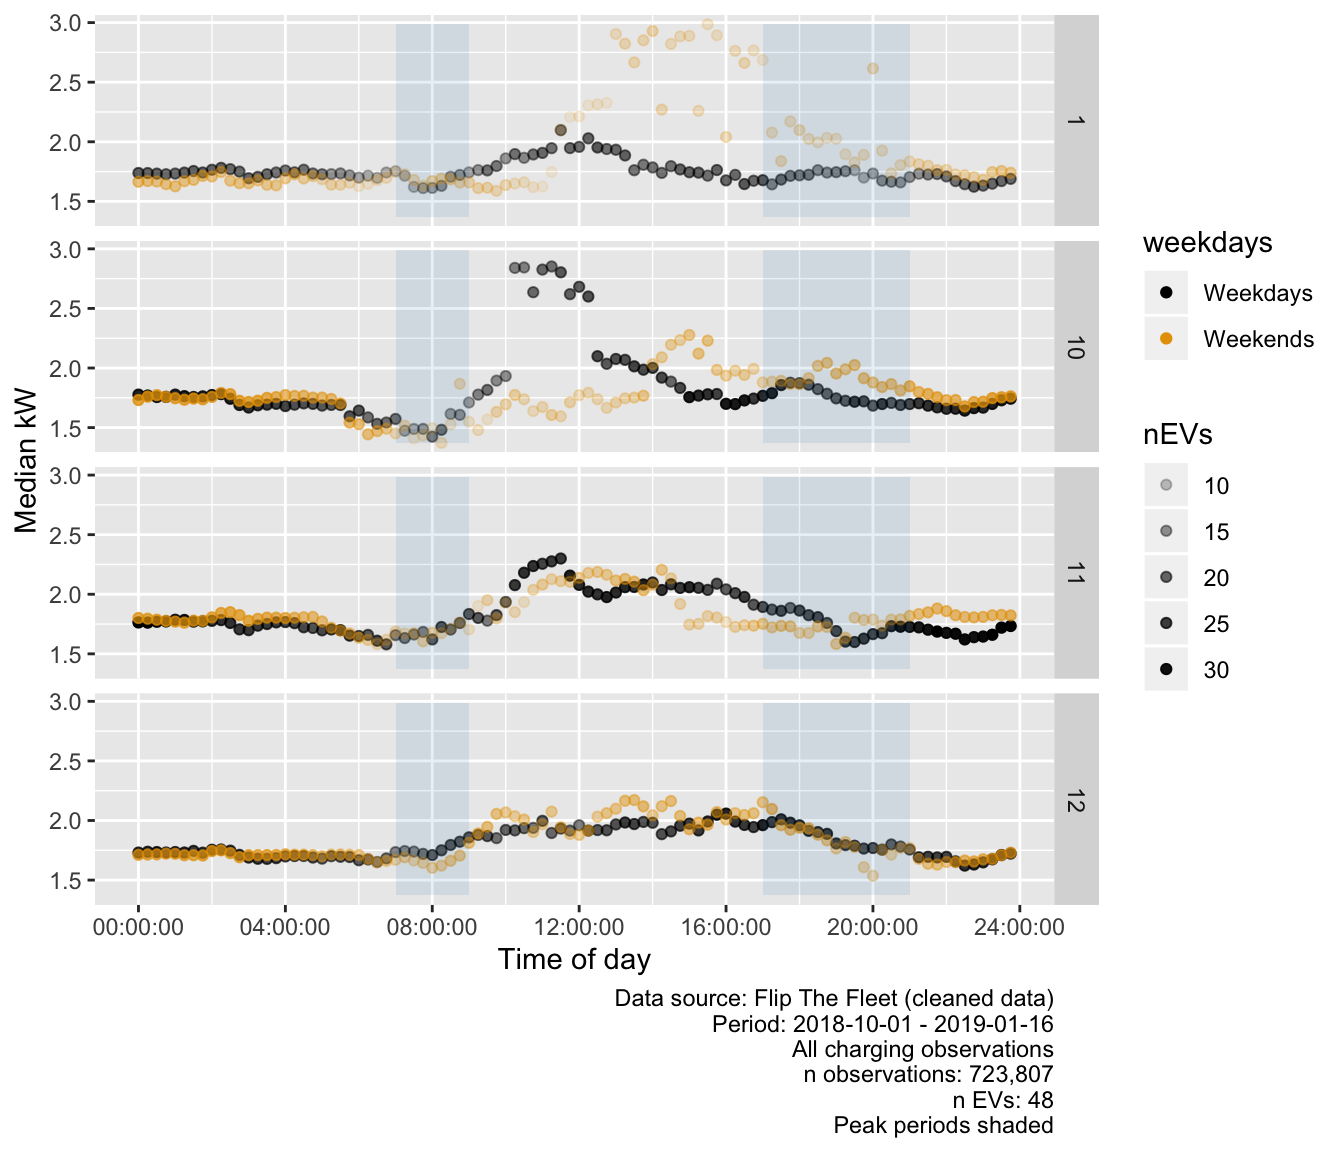 3.0
2.5
2.0
1.5
1
3.0
2.5
2.0
1.5
10
3.0
2.5
2.0
1.5
11
3.0
2.5
2.0
1.5
12
Median kW
00:00:00 04:00:00 08:00:00 12:00:00 16:00:00 20:00:00 24:00:00
Time of day
weekdays
Weekdays
Weekends
nEVs
10
15
20
25
30
Data source: Flip The Fleet (cleaned data)
Period: 2018-10-01 - 2019-01-16
All charging observations
n observations: 723,807
n EVs: 48
Peak periods shaded